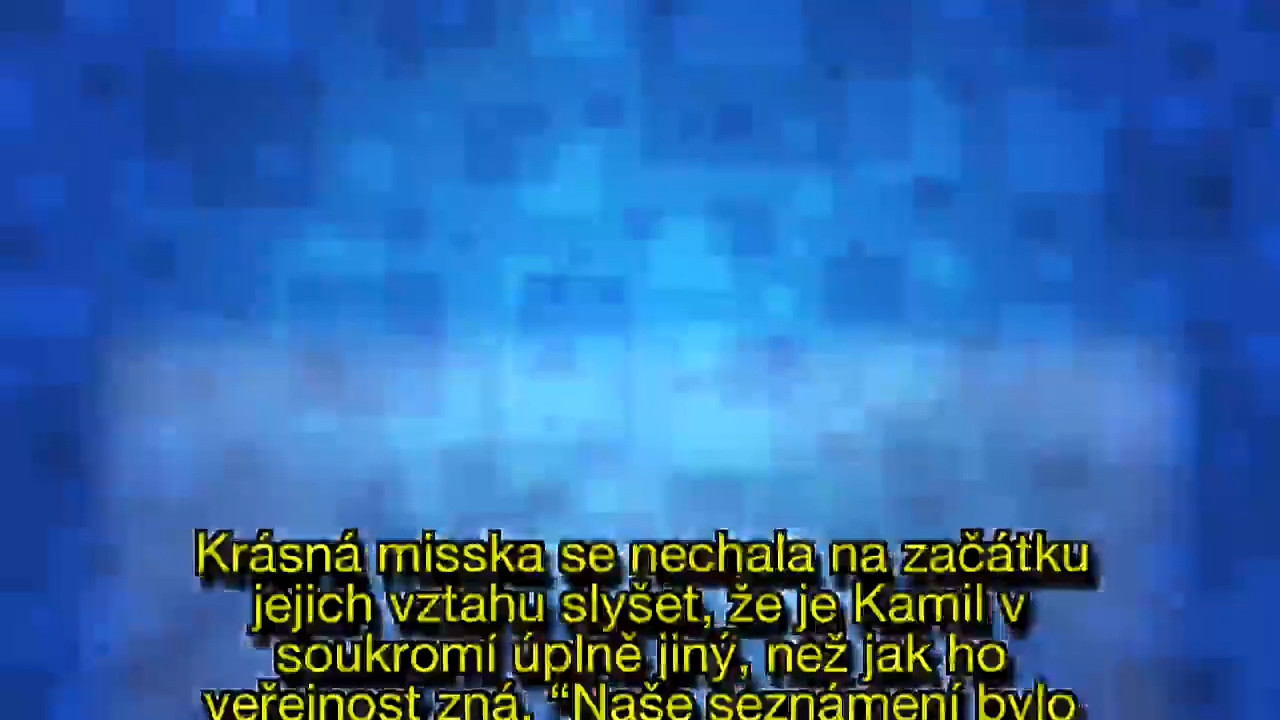 Krásná misska se nechala na začátku
jejich vztahu slyšet, že je Kamil v
soukromí úplně jiný, než jak ho
veřejnost zná. “Naše seznámení bylo